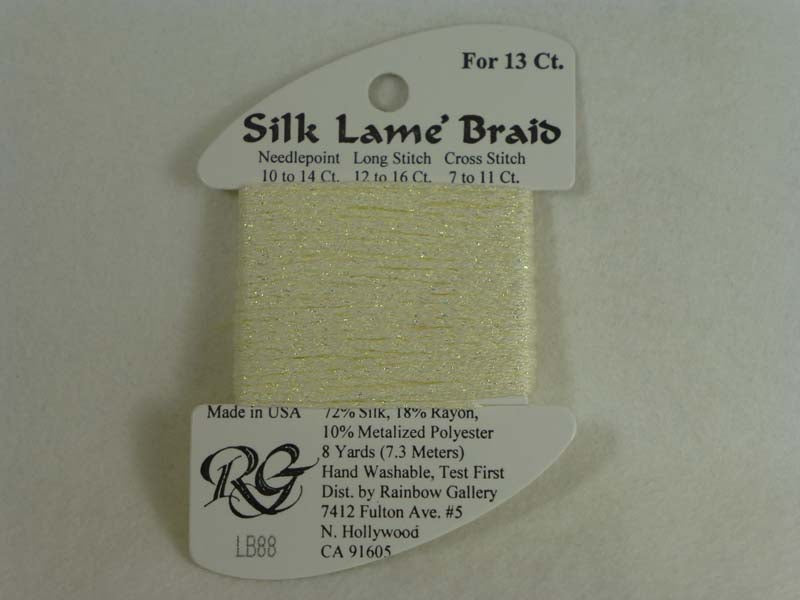 For 13 Ct.
Silk Lame' Braid
Needlepoint Long Stitch Cross Stitch
10 to 14 Ct. 12 to 16 Ct. 7 to 11 Ct.
Made in USA 72% Silk, 18% Rayon,
10% Metalized Polyester
8 Yards (7.3 Meters)
RG Hand Washable, Test First
Dist. by Rainbow Gallery
7412 Fulton Ave. #5
N. Hollywood
LB88 CA 91605